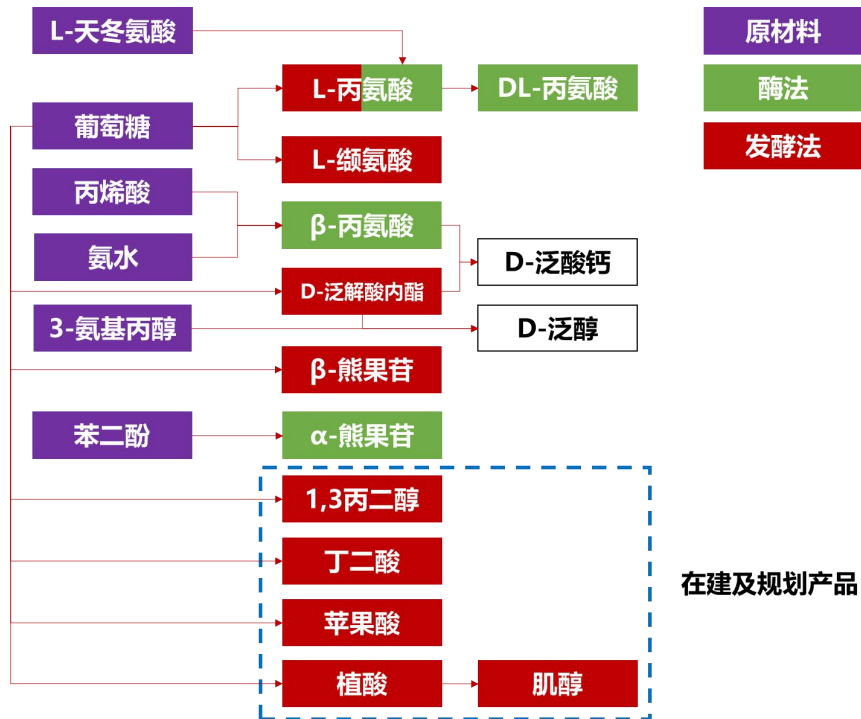 L-天冬氨酸
原材料
L-丙氨酸
DL-丙氨酸
酶法
葡萄糖
发酵法
L-缬氨酸
丙烯酸
β-丙氨酸
氨水
D-泛酸钙
D-泛解酸内酯
3-氨基丙醇
D-泛醇
β-熊果苷
苯二酚
α-熊果苷
1,3丙二醇
丁二酸
在建及规划产品
苹果酸
植酸
肌醇